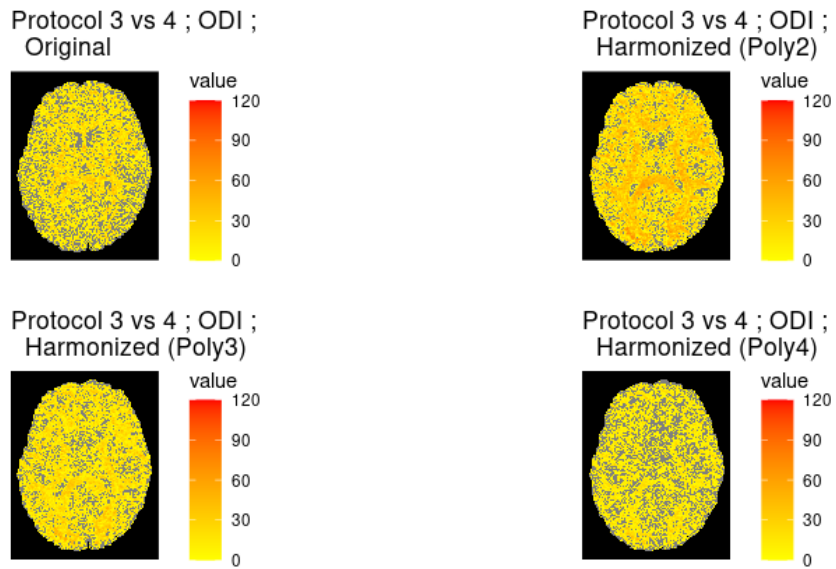 Protocol 3 vs 4 ; ODI ;
Original
value
120
90
60
30
0
Protocol 3 vs 4 ; ODI ;
Harmonized (Poly2)
value
120
90
60
30
0
Protocol 3 vs 4 ; ODI ;
Harmonized (Poly3)
value
120
90
60
30
0
Protocol 3 vs 4 ; ODI ;
Harmonized (Poly4)
value
120
90
60
30
0